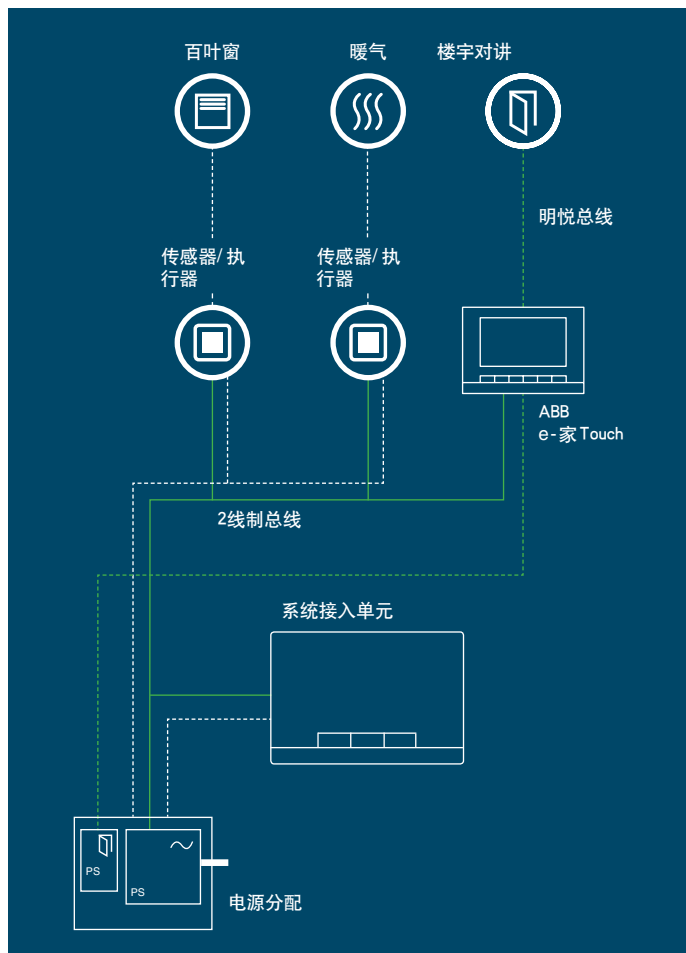 百叶窗
暖气
楼宇对讲
明悦总线
传感器/ 执
行器
传感器/ 执
行器
ABB
e-家Touch
2线制总线
系统接入单元
PS
PS
电源分配